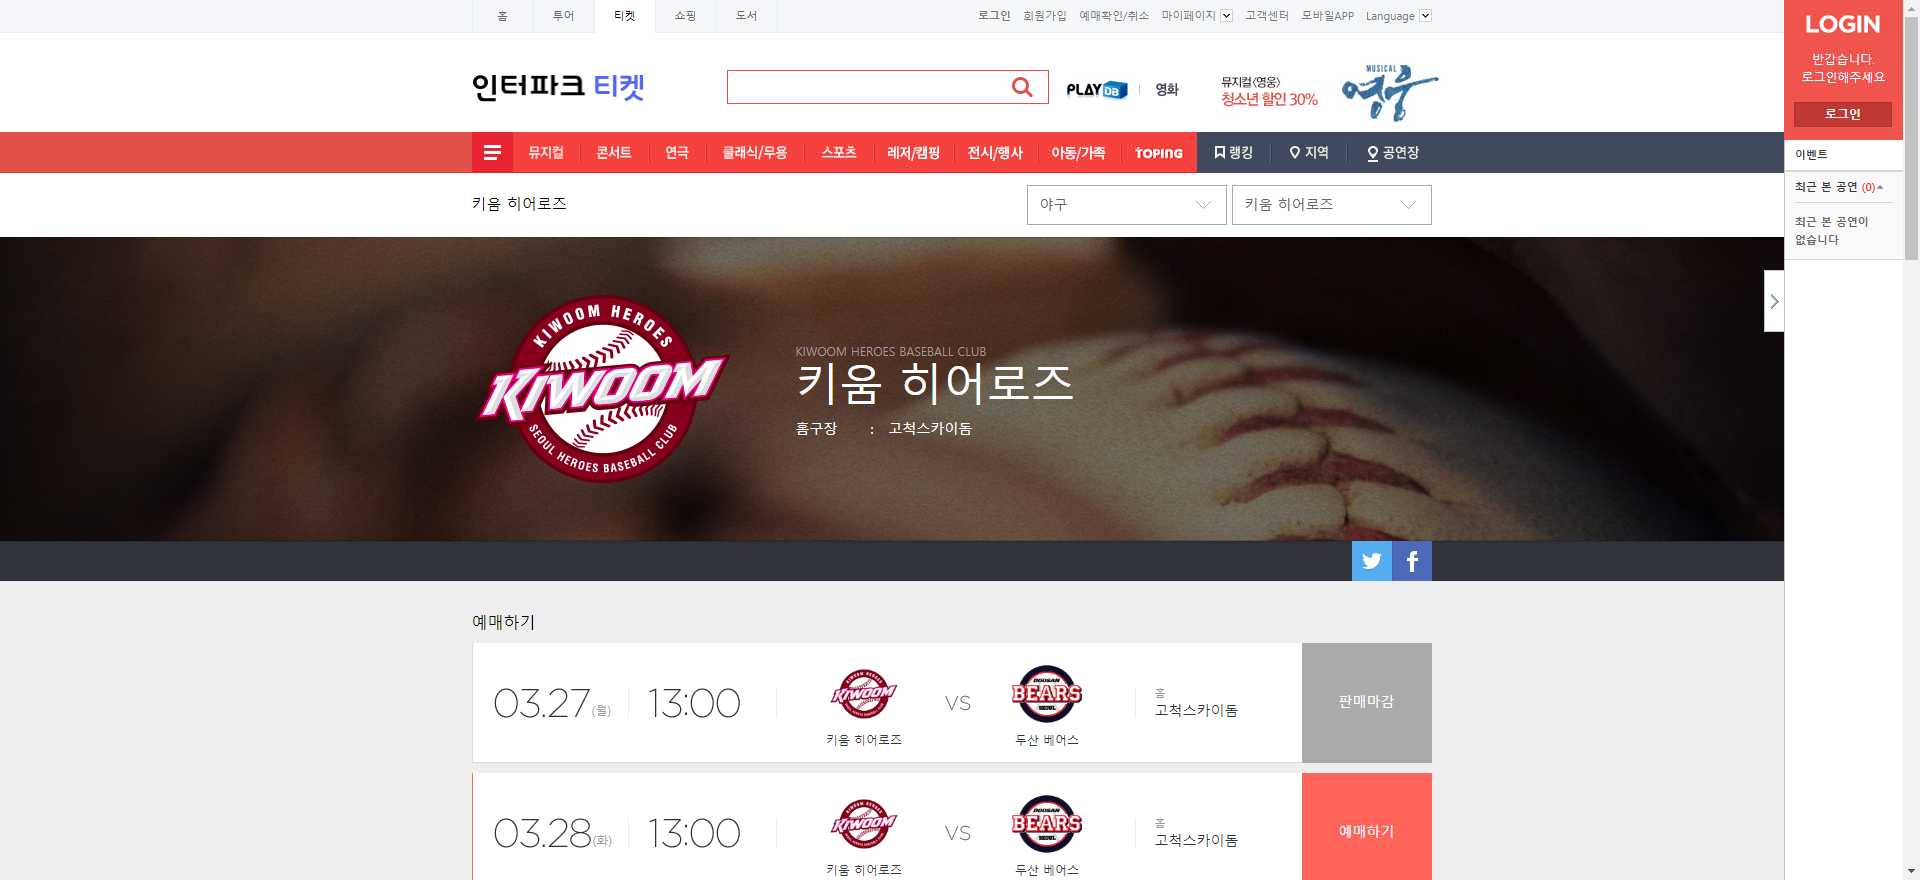 홈 투어 티켓 쇼핑 도서 로그인 회원가입 예매확인/취소 마이페이지 고객센터 모바일APP Language
LOGIN
반갑습니다.
로그인해주세요
로그인
인터파크 티켓
PLAY DB 영화
뮤지컬<영웅>
청소년 할인 30%
MUSICAL
영웅
뮤지컬 콘서트 연극 클래식/무용 스포츠 레저/캠핑 전시/행사 아동/가족 TOPING 랭킹 지역 공연장
이벤트
최근 본 공연 (0)
최근 본 공연이
없습니다
키움 히어로즈 야구 키움 히어로즈
KIWOOM HEROES
KIWOOM
SEOUL HEROES BASEBALL CLUB
KIWOOM HEROES BASEBALL CLUB
키움 히어로즈
홈구장 : 고척스카이돔
예매하기
03.27(월) 13:00 KIWOOM VS DOOSAN BEARS SEOUL 홈
고척스카이돔
판매마감
키움 히어로즈 두산 베어스
03.28(화) 13:00 KIWOOM VS DOOSAN BEARS SEOUL 홈
고척스카이돔
예매하기
키움 히어로즈 두산 베어스